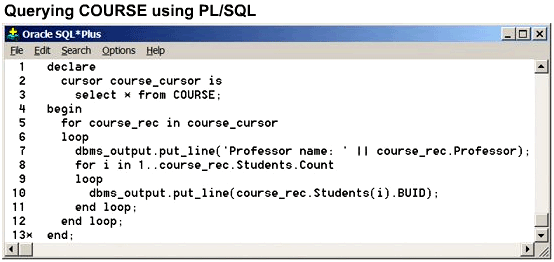 Querying COURSE using PL/SQL
Oracle SQL*Plus
File Edit Search Options Help
1 declare
2 cursor course_cursor is
3 select * from COURSE;
4 begin
5 for course_rec in course_cursor
6 loop
7 dbms_output.put_line('Professor name: ' || course_rec.Professor);
8 for i in 1..course_rec.Students.Count
9 loop
10 dbms_output.put_line(course_rec.Students(i).BUID);
11 end loop;
12 end loop;
13* end;